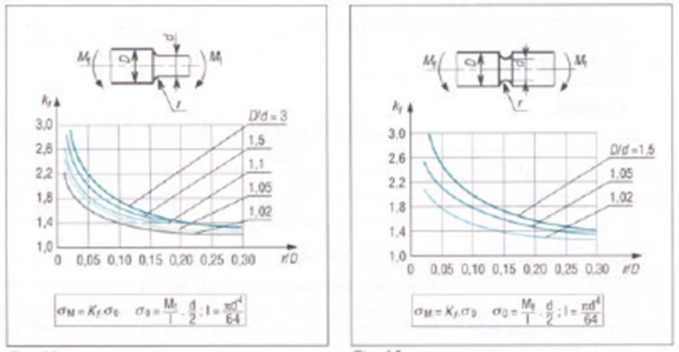 Mf D d Mf
r
kf
D/d = 3
1,5
1,1
1,05
1,02
3,0
2,6
2,2
1,8
1,4
1,0
0 0,05 0,10 0,15 0,20 0,25 0,30 r/D
σM = Kf.σ0 σ0 = Mf/I . d/2 ; I = πd⁴/64
Mf D d Mf
r
kf
D/d =1,5
1,05
1,02
3,0
2,6
2,2
1,8
1,4
1,0
0 0,05 0,10 0,15 0,20 0,25 0,30 r/D
σM = Kf.σ0 σ0 = Mf/I . d/2 ; I = πd⁴/64